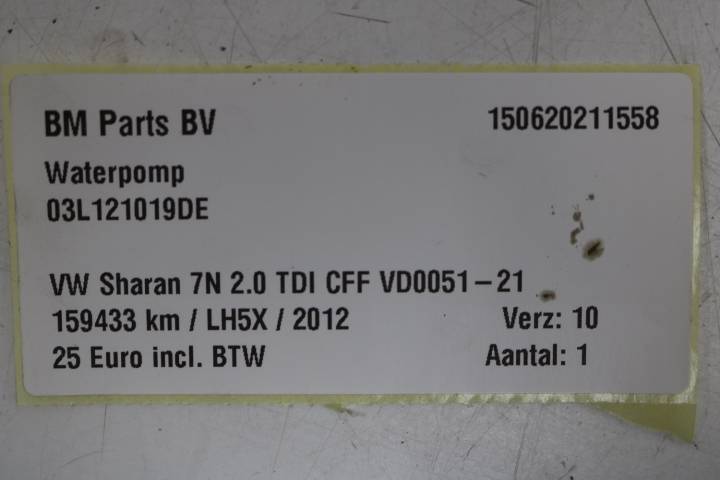 BM Parts BV 150620211558
Waterpomp
03L121019DE
VW Sharan 7N 2.0 TDI CFF VD0051-21
159433 km / LH5X / 2012 Verz: 10
25 Euro incl. BTW Aantal: 1